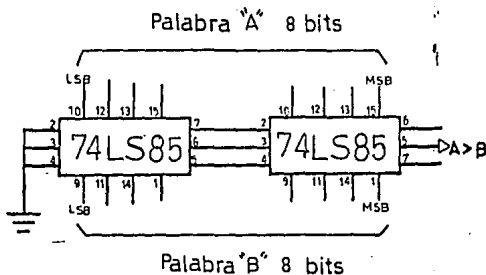 Palabra "A" 8 bits
LSB MSB
10 12 13 15 10 12 13 15
2 7 2 6
3 74LS85 6 3 74LS85 5 A>B
4 5 4 7
9 11 14 1 9 11 14 1
LSB MSB
Palabra "B" 8 bits